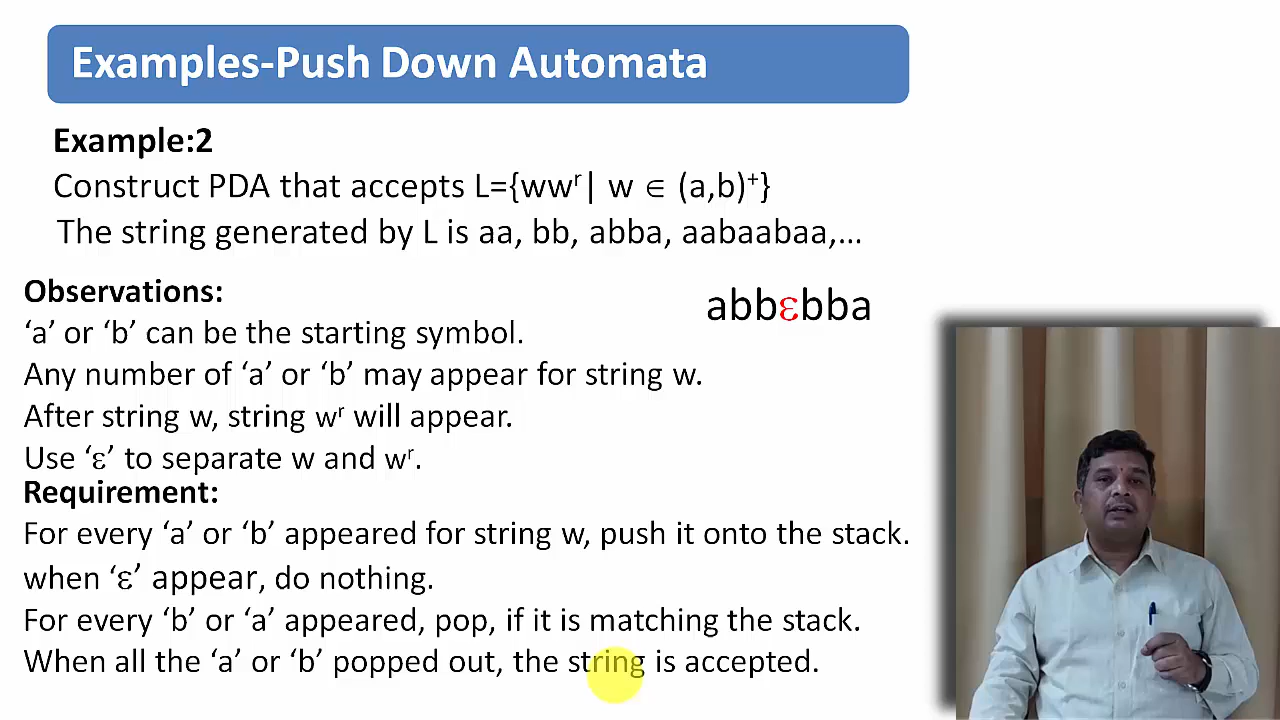 Examples-Push Down Automata
Example:2
Construct PDA that accepts L={wwʳ| w ∈ (a,b)⁺}
The string generated by L is aa, bb, abba, aabaabaa,...
Observations:
abbεbba
‘a’ or ‘b’ can be the starting symbol.
Any number of ‘a’ or ‘b’ may appear for string w.
After string w, string wʳ will appear.
Use ‘ε’ to separate w and wʳ.
Requirement:
For every ‘a’ or ‘b’ appeared for string w, push it onto the stack.
when ‘ε’ appear, do nothing.
For every ‘b’ or ‘a’ appeared, pop, if it is matching the stack.
When all the ‘a’ or ‘b’ popped out, the string is accepted.